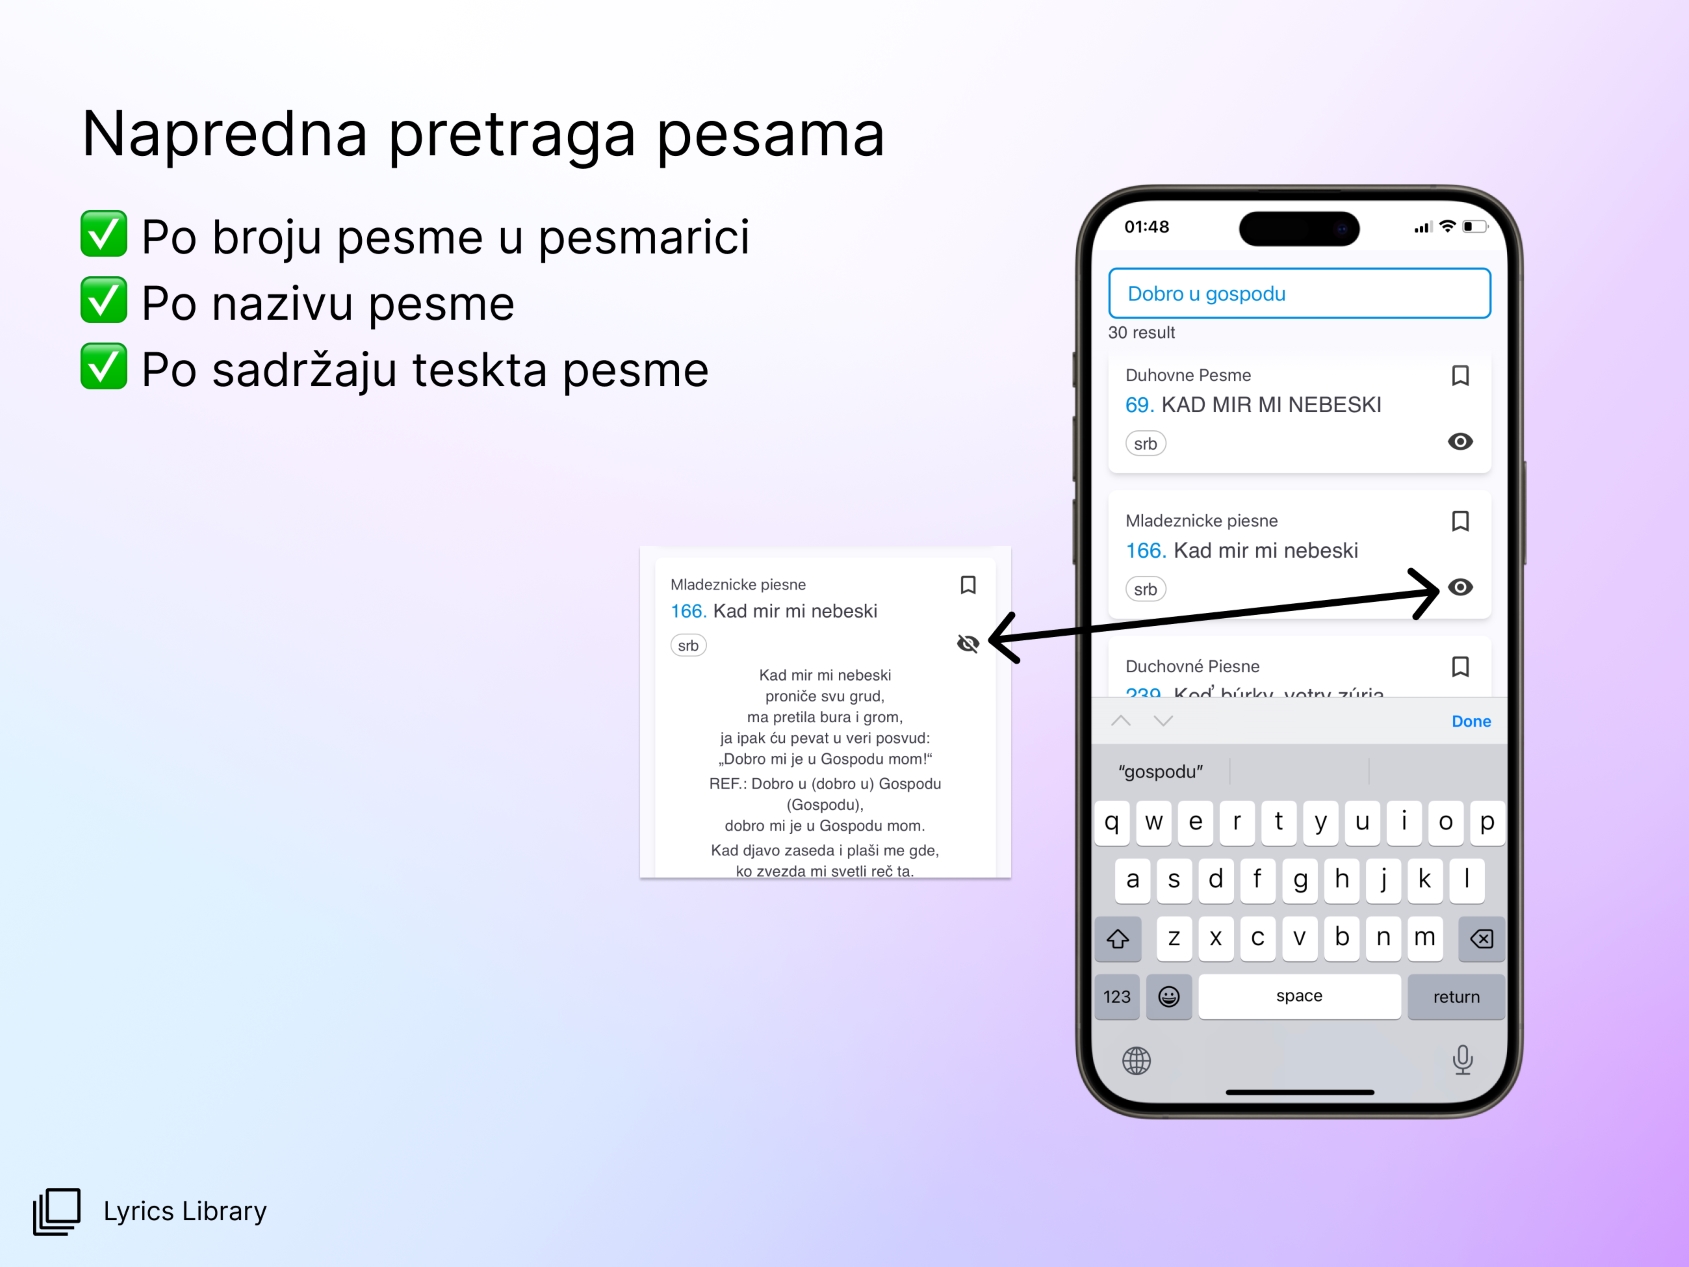 Napredna pretraga pesama
✅ Po broju pesme u pesmarici
✅ Po nazivu pesme
✅ Po sadržaju teskta pesme
Mladeznicke piesne
166. Kad mir mi nebeski
srb
Kad mir mi nebeski
proniče svu grud,
ma pretila bura i grom,
ja ipak ću pevat u veri posvud:
„Dobro mi je u Gospodu mom!“
REF.: Dobro u (dobro u) Gospodu
(Gospodu),
dobro mi je u Gospodu mom.
Kad djavo zaseda i plaši me gde,
ko zvezda mi svetli reč ta.
01:48
Dobro u gospodu
30 result
Duhovne Pesme
69. KAD MIR MI NEBESKI
srb
Mladeznicke piesne
166. Kad mir mi nebeski
srb
Duchovné Piesne
239. Keď búrky, vetry zúria
Done
“gospodu”
q w e r t y u i o p
a s d f g h j k l
z x c v b n m
123 space return
Lyrics Library